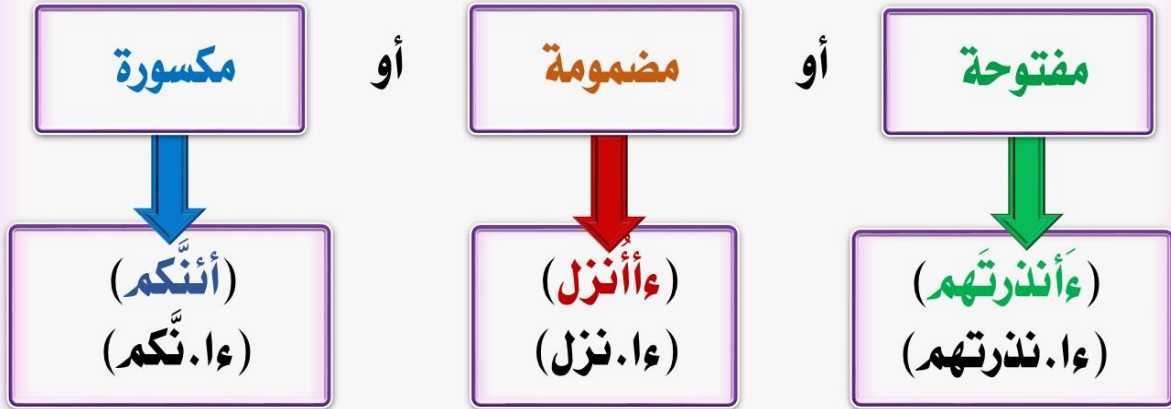 مفتوحة أو مضمومة أو مكسورة
(ءَأنذرتَهم) (ءأُنزل) (أئنَّكم)
(ءا.نذرتهم) (ءا.نزل) (ءا.نَّكم)